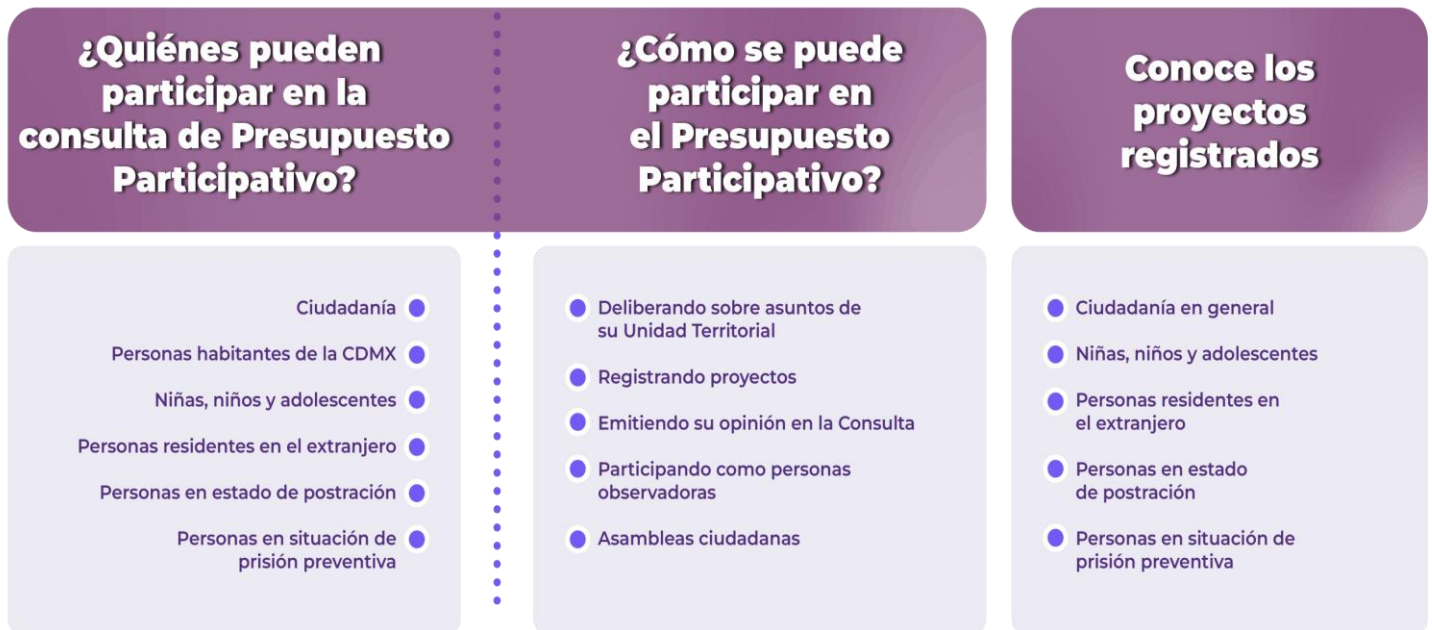 ¿Quiénes pueden
participar en la
consulta de Presupuesto
Participativo?
Ciudadanía
Personas habitantes de la CDMX
Niñas, niños y adolescentes
Personas residentes en el extranjero
Personas en estado de postración
Personas en situación de
prisión preventiva
¿Cómo se puede
participar en
el Presupuesto
Participativo?
Deliberando sobre asuntos de
su Unidad Territorial
Registrando proyectos
Emitiendo su opinión en la Consulta
Participando como personas
observadoras
Asambleas ciudadanas
Conoce los
proyectos
registrados
Ciudadanía en general
Niñas, niños y adolescentes
Personas residentes en
el extranjero
Personas en estado
de postración
Personas en situación de
prisión preventiva